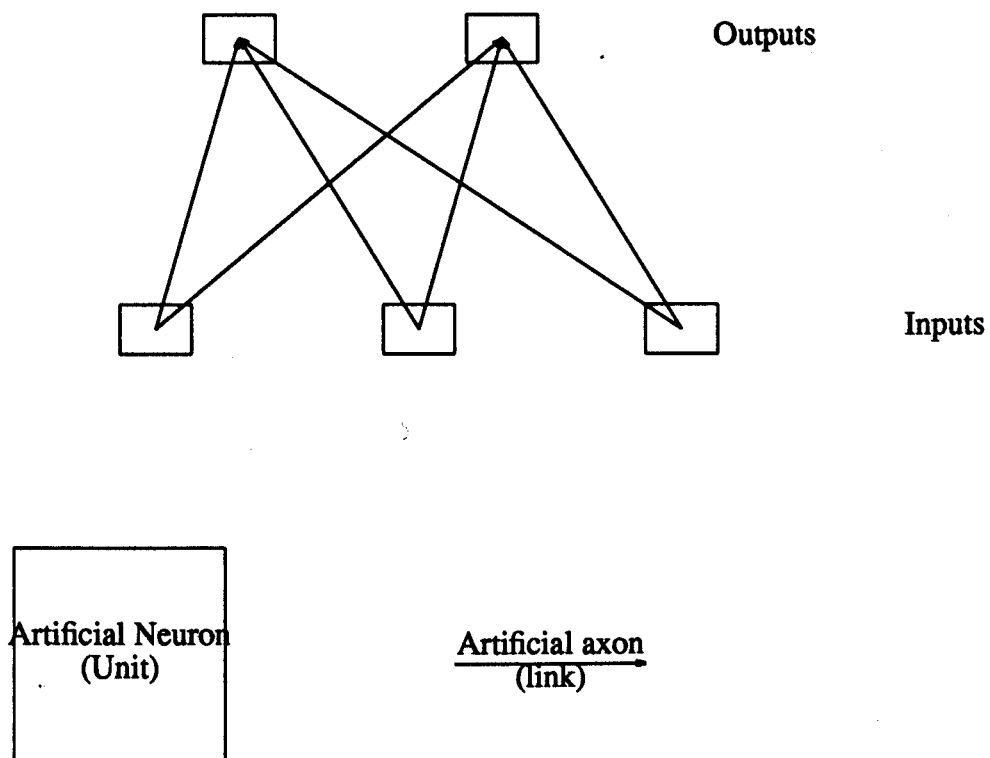 Outputs
Inputs
Artificial Neuron
(Unit)
Artificial axon
(link)